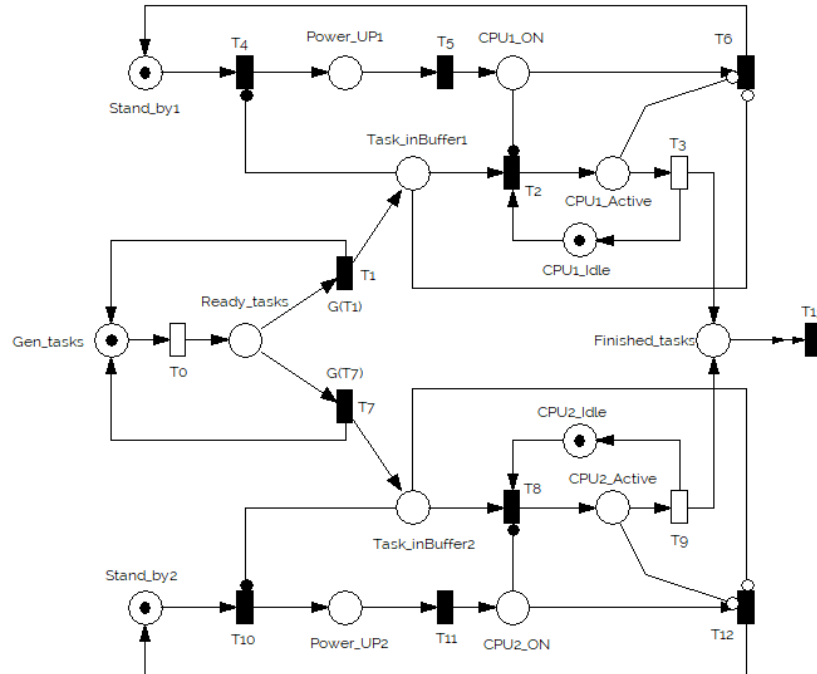 T4
Power_UP1
T5
CPU1_ON
T6
Stand_by1
Task_inBuffer1
T3
T2
CPU1_Active
CPU1_Idle
T1
Ready_tasks
G(T1)
Gen_tasks
T0
Finished_tasks
T1
G(T7)
T7
CPU2_Idle
T8
CPU2_Active
Task_inBuffer2
T9
Stand_by2
T10
Power_UP2
T11
CPU2_ON
T12